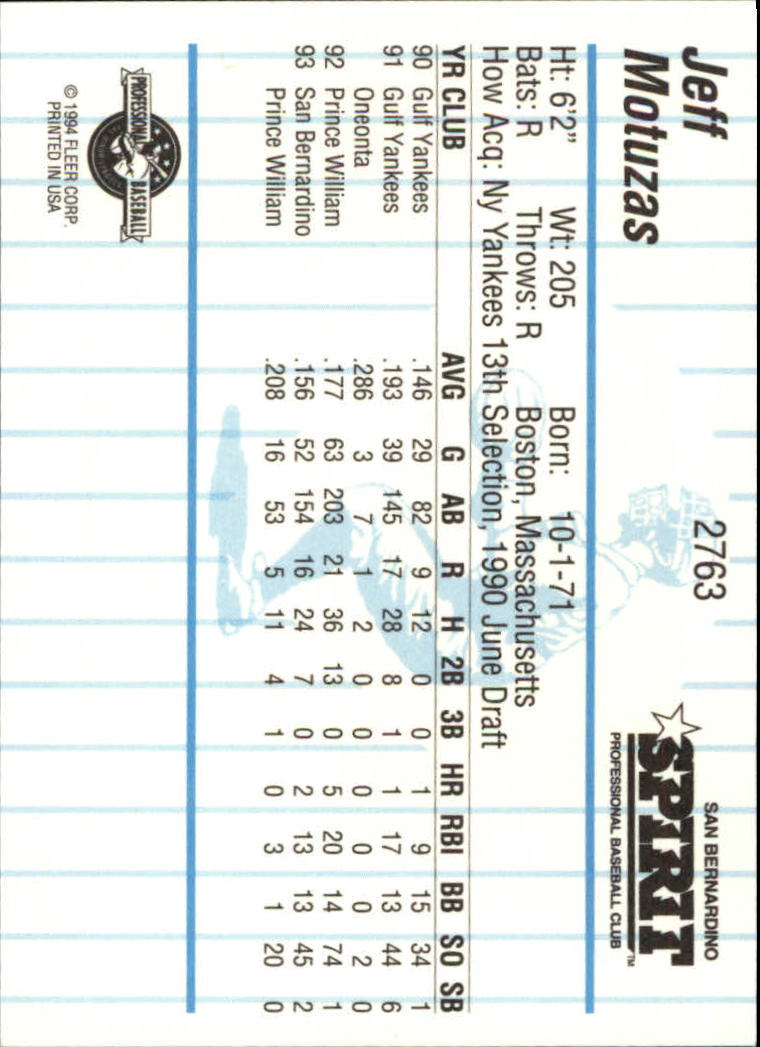 Jeff
Motuzas
2763
SAN BERNARDINO
SPIRIT™
PROFESSIONAL BASEBALL CLUB
Ht: 6'2" Wt: 205 Born: 10-1-71
Bats: R Throws: R Boston, Massachusetts
How Acq: Ny Yankees 13th Selection, 1990 June Draft
YR CLUB AVG G AB R H 2B 3B HR RBI BB SO SB
90 Gulf Yankees .146 29 82 9 12 0 0 1 9 15 34 1
91 Gulf Yankees .193 39 145 17 28 8 1 1 17 13 44 6
Oneonta .286 3 7 1 2 0 0 0 0 0 2 0
92 Prince William .177 63 203 21 36 13 0 5 20 14 74 1
93 San Bernardino .156 52 154 16 24 7 0 2 13 13 45 2
Prince William .208 16 53 5 11 4 1 0 3 1 20 0
PROFESSIONAL BASEBALL
© 1994 FLEER CORP.
PRINTED IN USA